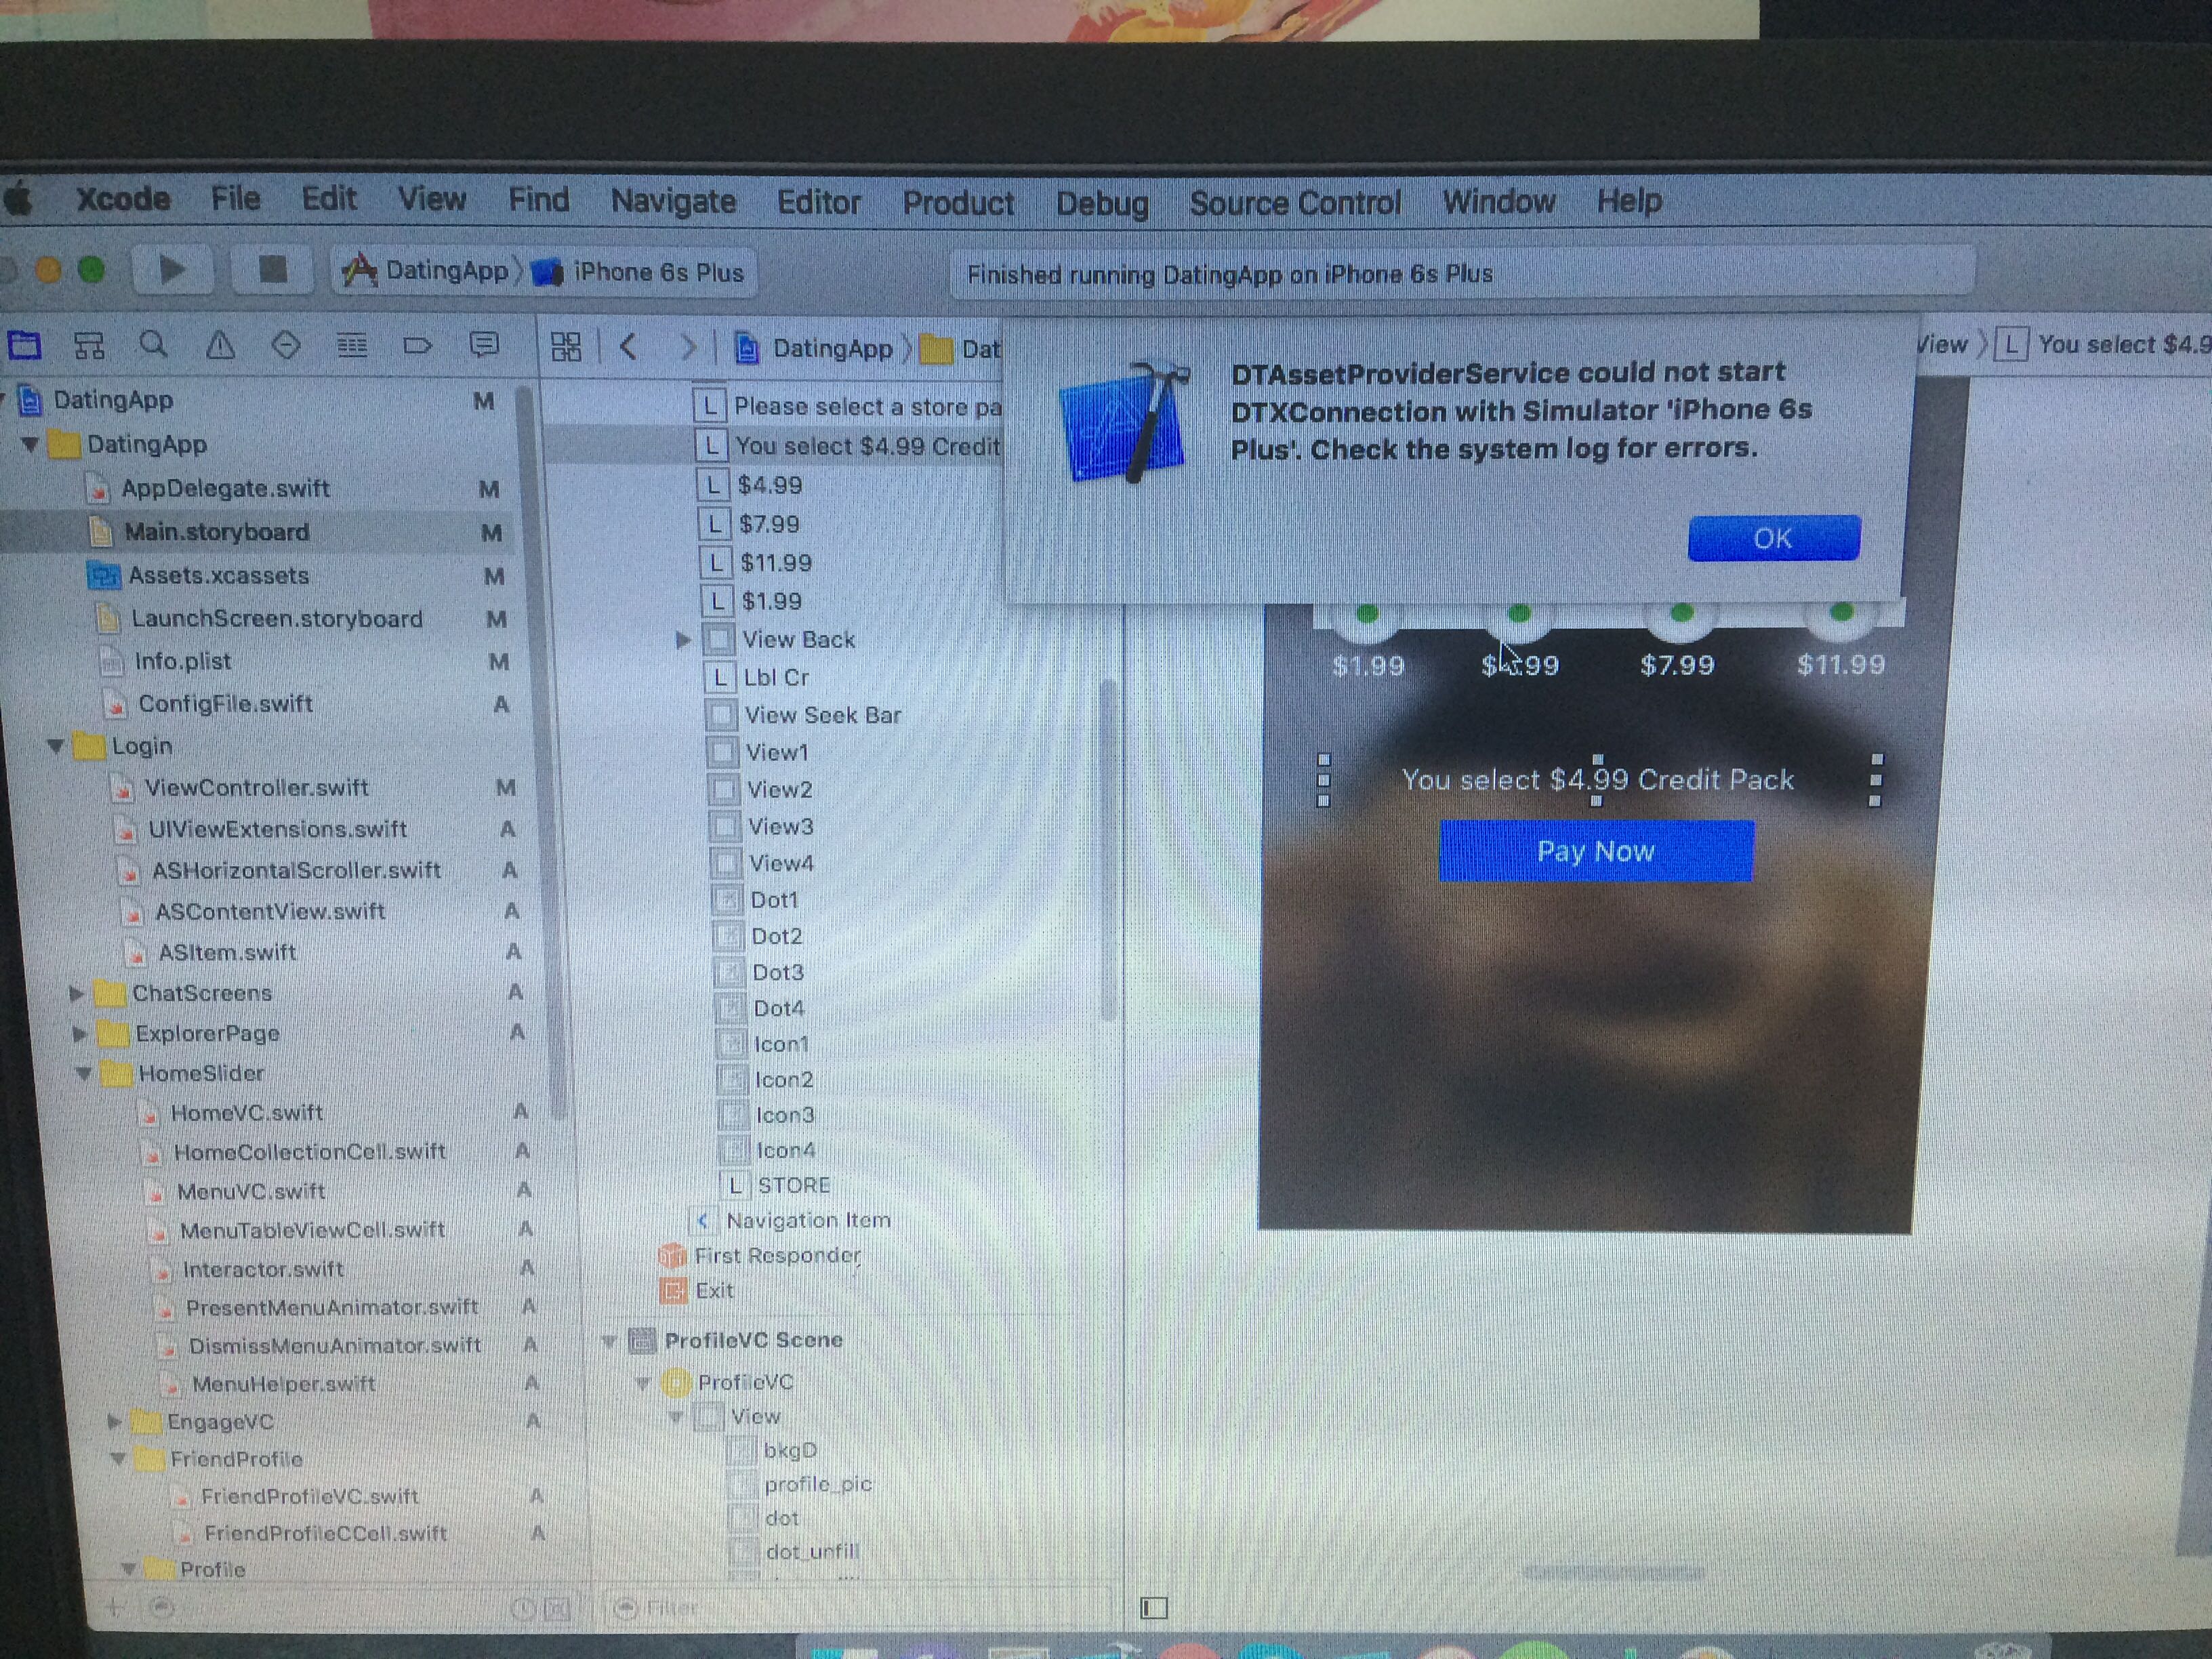 Xcode File Edit View Find Navigate Editor Product Debug Source Control Window Help
DatingApp iPhone 6s Plus
Finished running DatingApp on iPhone 6s Plus
DatingApp Dat
View L You select $4.9
DTAssetProviderService could not start
DTXConnection with Simulator 'iPhone 6s
Plus'. Check the system log for errors.
OK
DatingApp M
DatingApp
AppDelegate.swift M
Main.storyboard M
Assets.xcassets M
LaunchScreen.storyboard M
Info.plist M
ConfigFile.swift A
Login
ViewController.swift M
UIViewExtensions.swift A
ASHorizontalScroller.swift A
ASContentView.swift A
ASItem.swift A
ChatScreens A
ExplorerPage A
HomeSlider
HomeVC.swift A
HomeCollectionCell.swift A
MenuVC.swift A
MenuTableViewCell.swift A
Interactor.swift A
PresentMenuAnimator.swift A
DismissMenuAnimator.swift A
MenuHelper.swift A
EngageVC A
FriendProfile
FriendProfileVC.swift A
FriendProfileCCell.swift A
Profile
L Please select a store pa
L You select $4.99 Credit
L $4.99
L $7.99
L $11.99
L $1.99
View Back
L Lbl Cr
View Seek Bar
View1
View2
View3
View4
Dot1
Dot2
Dot3
Dot4
Icon1
Icon2
Icon3
Icon4
L STORE
Navigation Item
First Responder
Exit
ProfileVC Scene
ProfileVC
View
bkgD
profile_pic
dot
dot_unfill
Filter
$1.99 $7.99 $11.99
You select $4.99 Credit Pack
Pay Now